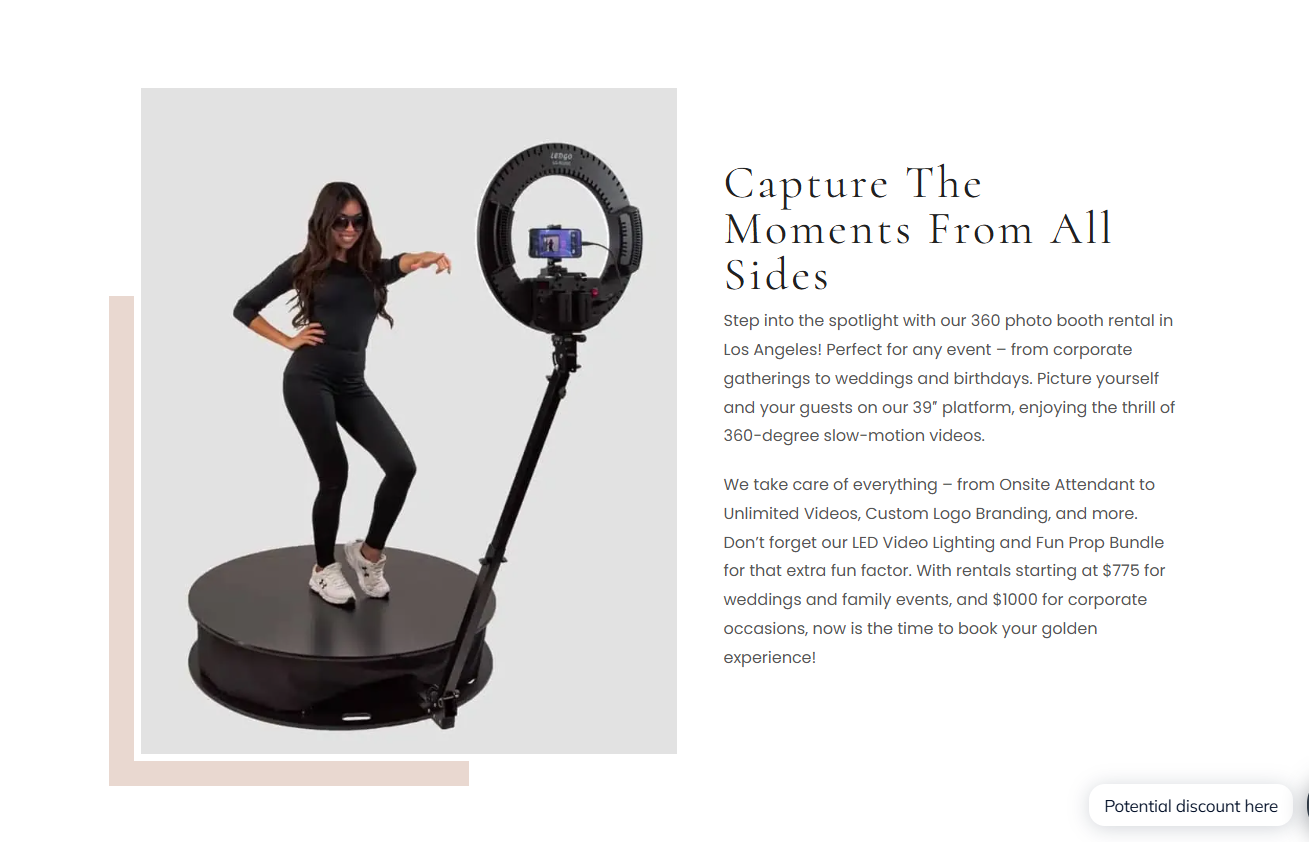 LEDGO
Capture The
Moments From All
Sides
Step into the spotlight with our 360 photo booth rental in
Los Angeles! Perfect for any event – from corporate
gatherings to weddings and birthdays. Picture yourself
and your guests on our 39″ platform, enjoying the thrill of
360-degree slow-motion videos.
We take care of everything – from Onsite Attendant to
Unlimited Videos, Custom Logo Branding, and more.
Don’t forget our LED Video Lighting and Fun Prop Bundle
for that extra fun factor. With rentals starting at $775 for
weddings and family events, and $1000 for corporate
occasions, now is the time to book your golden
experience!
Potential discount here